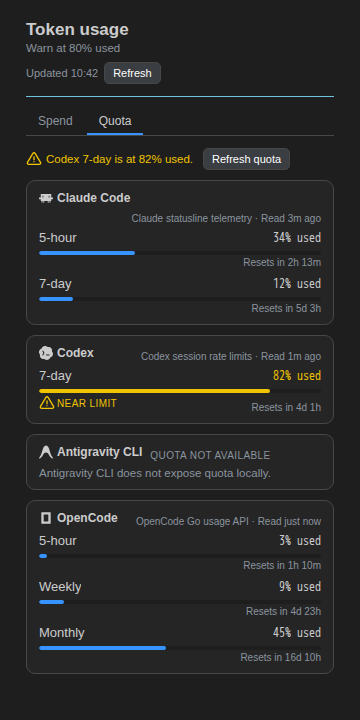 Token usage
Warn at 80% used
Updated 10:42 Refresh
Spend Quota
Codex 7-day is at 82% used. Refresh quota
Claude Code
Claude statusline telemetry · Read 3m ago
5-hour 34% used
Resets in 2h 13m
7-day 12% used
Resets in 5d 3h
Codex Codex session rate limits · Read 1m ago
7-day 82% used
NEAR LIMIT Resets in 4d 1h
Antigravity CLI QUOTA NOT AVAILABLE
Antigravity CLI does not expose quota locally.
OpenCode OpenCode Go usage API · Read just now
5-hour 3% used
Resets in 1h 10m
Weekly 9% used
Resets in 4d 23h
Monthly 45% used
Resets in 16d 10h